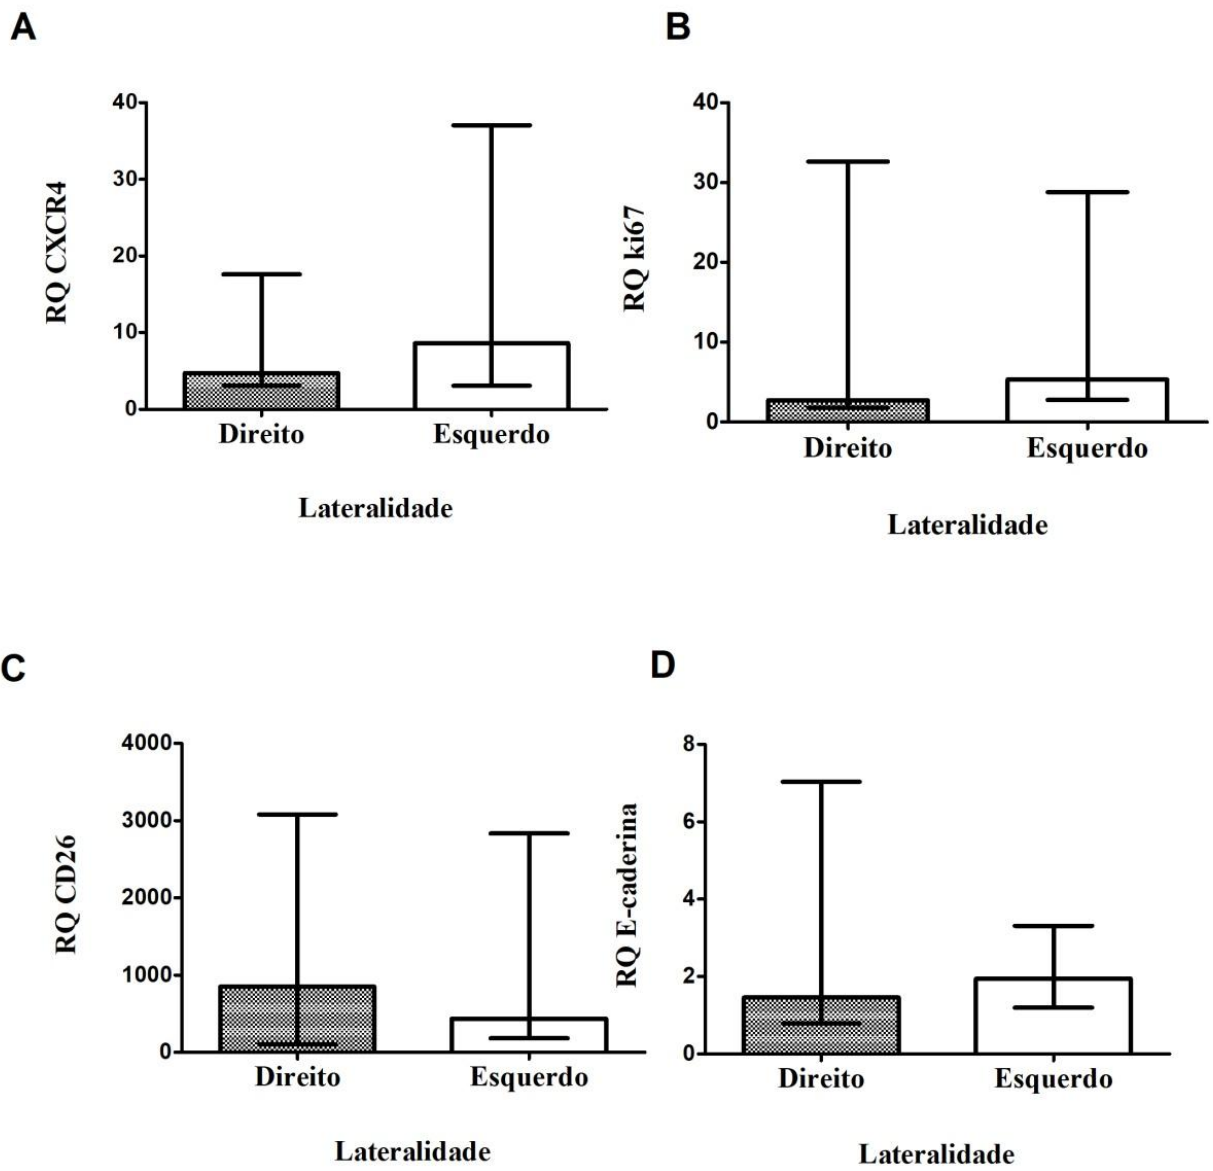 A
40
30
20
10
0
RQ CXCR4
Direito
Esquerdo
Lateralidade
B
40
30
20
10
0
RQ ki67
Direito
Esquerdo
Lateralidade
C
4000
3000
2000
1000
0
RQ CD26
Direito
Esquerdo
Lateralidade
D
8
6
4
2
0
RQ E-caderina
Direito
Esquerdo
Lateralidade